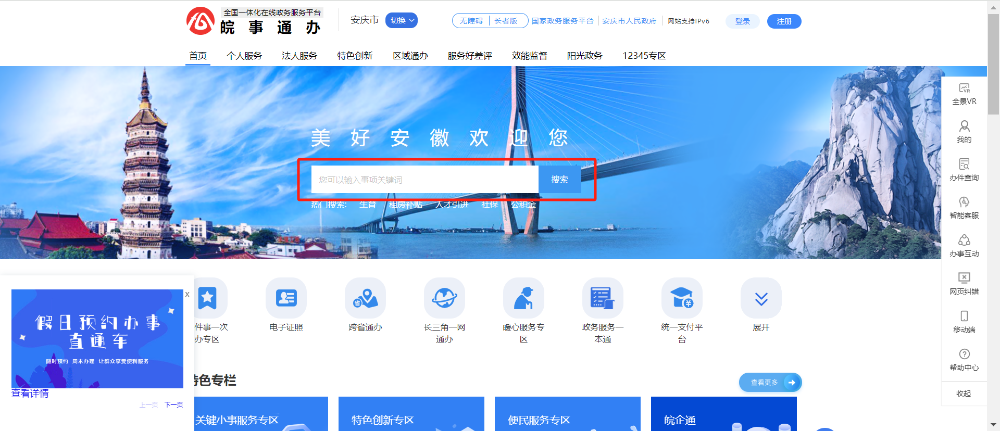 全国一体化在线政务服务平台
皖事通办
安庆市
切换
无障碍
长者版
国家政务服务平台
安庆市人民政府
网站支持IPv6
登录
注册
首页
个人服务
法人服务
特色创新
区域通办
服务好差评
效能监督
阳光政务
12345专区
美好安徽欢迎您
您可以输入事项关键词
搜索
热门搜索:
生育
租房补贴
人才引进
社保
公积金
全景VR
我的
办件查询
智能客服
办事互动
网页纠错
移动端
帮助中心
收起
x
假日预约办事
直通车
随时预约 周末办理 让群众享受便利服务
查看详情
上一页
下一页
件事一次
办专区
电子证照
省
跨省通办
长三角一网
通办
暖心服务专
区
政务服务一
本通
统一支付平
台
展开
特色专栏
查看更多
关键小事服务专区
特色创新专区
便民服务专区
皖企通